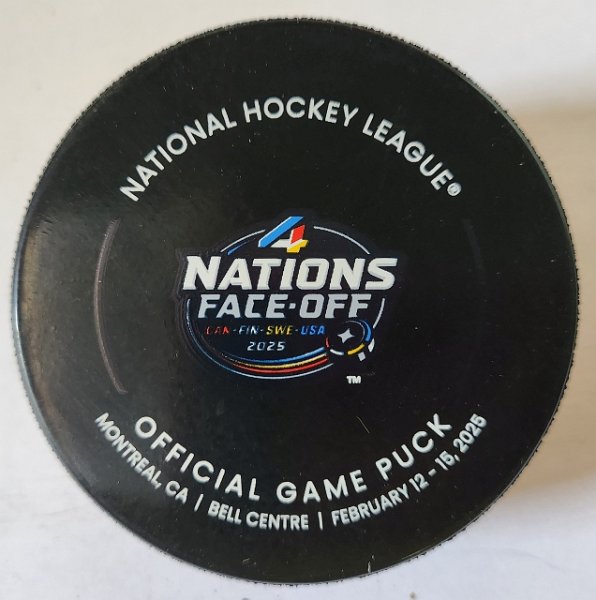 NATIONAL HOCKEY LEAGUE®
4
NATIONS
FACE-OFF
CAN-FIN-SWE-USA
2025
TM
OFFICIAL GAME PUCK
MONTREAL, CA | BELL CENTRE | FEBRUARY 12 - 15, 2025